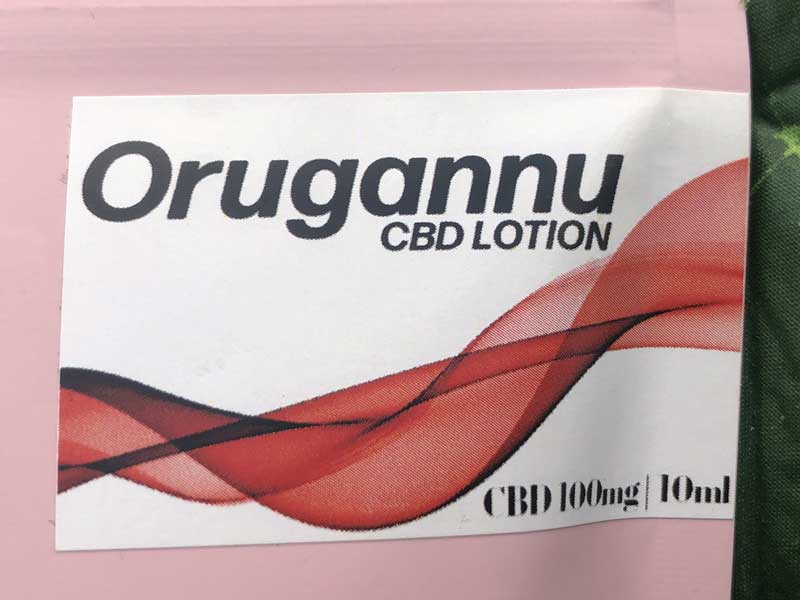 Orugannu
CBD LOTION
CBD 100mg | 10ml